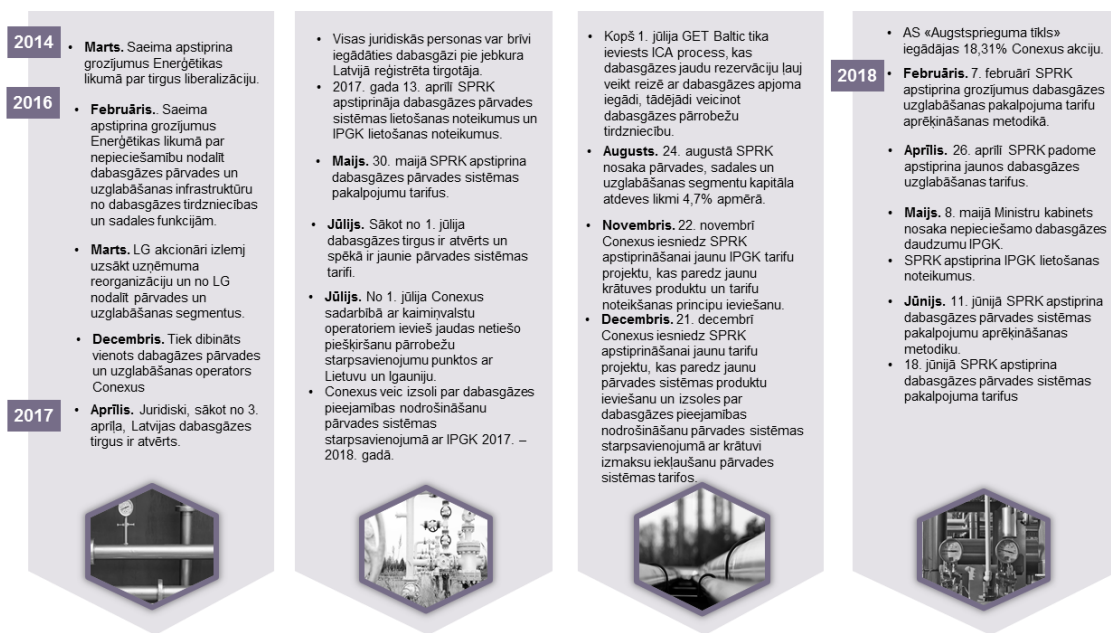 2014
• Marts. Saeima apstiprina
grozījumus Enerģētikas
likumā par tirgus liberalizāciju.
2016
• Februāris.. Saeima
apstiprina grozījumus
Enerģētikas likumā par
nepieciešamību nodalīt
dabasgāzes pārvades un
uzglabāšanas infrastruktūru
no dabasgāzes tirdzniecības
un sadales funkcijām.
• Marts. LG akcionāri izlemj
uzsākt uzņēmuma
reorganizāciju un no LG
nodalīt pārvades un
uzglabāšanas segmentus.
• Decembris. Tiek dibināts
vienots dabagāzes pārvades
un uzglabāšanas operators
Conexus
2017
• Aprīlis. Juridiski, sākot no 3.
aprīļa, Latvijas dabasgāzes
tirgus ir atvērts.
• Visas juridiskās personas var brīvi
iegādāties dabasgāzi pie jebkura
Latvijā reģistrēta tirgotāja.
• 2017. gada 13. aprīlī SPRK
apstiprināja dabasgāzes pārvades
sistēmas lietošanas noteikumus un
IPGK lietošanas noteikumus.
• Maijs. 30. maijā SPRK apstiprina
dabasgāzes pārvades sistēmas
pakalpojumu tarifus.
• Jūlijs. Sākot no 1. jūlija
dabasgāzes tirgus ir atvērts un
spēkā ir jaunie pārvades sistēmas
tarifi.
• Jūlijs. No 1. jūlija Conexus
sadarbībā ar kaimiņvalstu
operatoriem ievieš jaudas netiešo
piešķiršanu pārrobežu
starpsavienojumu punktos ar
Lietuvu un Igauniju.
• Conexus veic izsoli par dabasgāzes
pieejamības nodrošināšanu
pārvades sistēmas
starpsavienojumā ar IPGK 2017. –
2018. gadā.
• Kopš 1. jūlija GET Baltic tika
ieviests ICA process, kas
dabasgāzes jaudu rezervāciju ļauj
veikt reizē ar dabasgāzes apjoma
iegādi, tādējādi veicinot
dabasgāzes pārrobežu
tirdzniecību.
• Augusts. 24. augustā SPRK
nosaka pārvades, sadales un
uzglabāšanas segmentu kapitāla
atdeves likmi 4,7% apmērā.
• Novembris. 22. novembrī
Conexus iesniedz SPRK
apstiprināšanai jaunu IPGK tarifu
projektu, kas paredz jaunu
krātuves produktu un tarifu
noteikšanas principu ieviešanu.
• Decembris. 21. decembrī
Conexus iesniedz SPRK
apstiprināšanai jaunu tarifu
projektu, kas paredz jaunu
pārvades sistēmas produktu
ieviešanu un izsoles par
dabasgāzes pieejamības
nodrošināšanu pārvades sistēmas
starpsavienojumā ar krātuvi
izmaksu iekļaušanu pārvades
sistēmas tarifos.
• AS «Augstsprieguma tīkls»
iegādājas 18,31% Conexus akciju.
2018
• Februāris. 7. februārī SPRK
apstiprina grozījumus dabasgāzes
uzglabāšanas pakalpojuma tarifu
aprēķināšanas metodikā.
• Aprīlis. 26. aprīlī SPRK padome
apstiprina jaunos dabasgāzes
uzglabāšanas tarifus.
• Maijs. 8. maijā Ministru kabinets
nosaka nepieciešamo dabasgāzes
daudzumu IPGK.
• SPRK apstiprina IPGK lietošanas
noteikumus.
• Jūnijs. 11. jūnijā SPRK apstiprina
dabasgāzes pārvades sistēmas
pakalpojumu aprēķināšanas
metodiku.
• 18. jūnijā SPRK apstiprina
dabasgāzes pārvades sistēmas
pakalpojuma tarifus